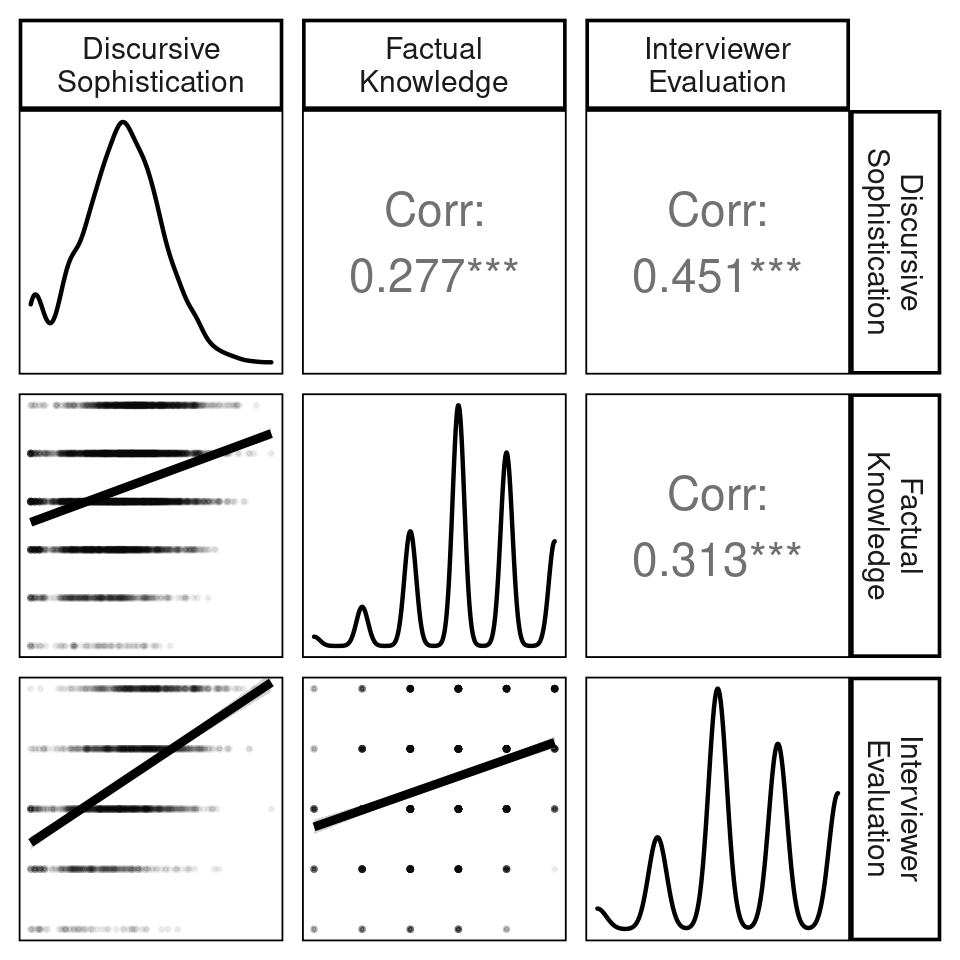 Discursive
Sophistication
Factual
Knowledge
Interviewer
Evaluation
Corr:
0.277***
Corr:
0.451***
Discursive
Sophistication
Corr:
0.313***
Factual
Knowledge
Interviewer
Evaluation